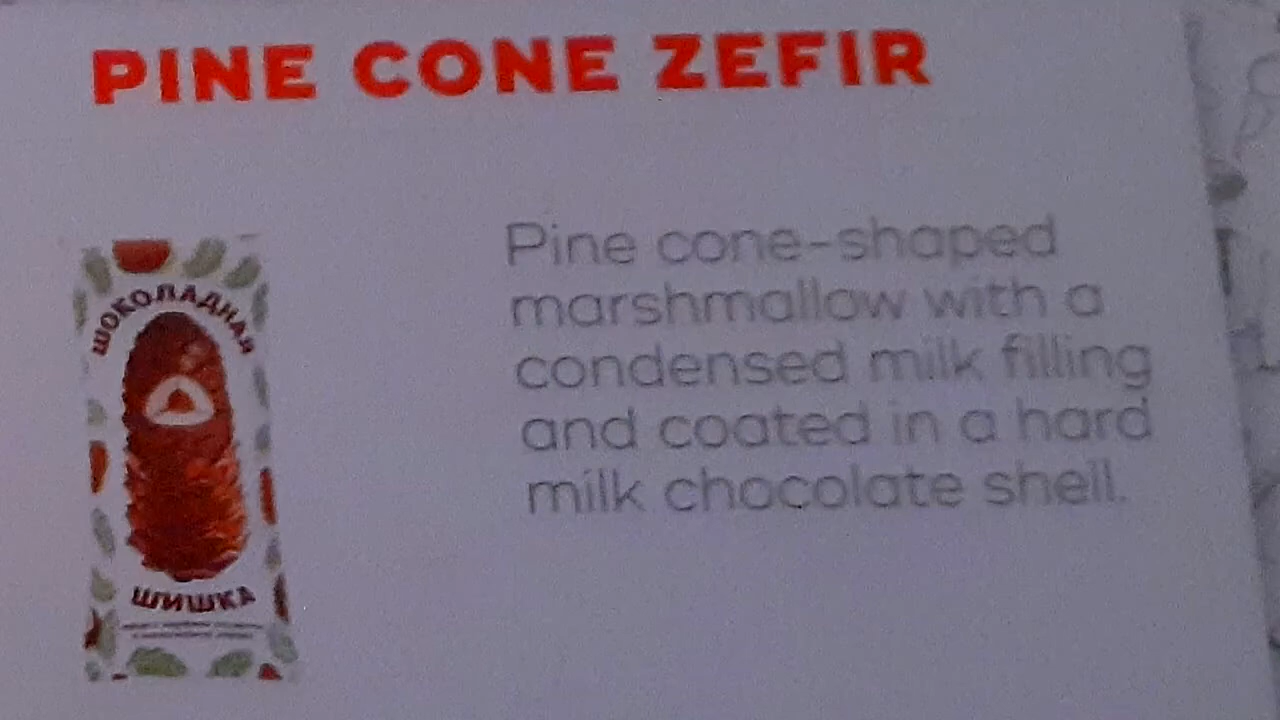 PINE CONE ZEFIR
ШОКОЛАДНАЯ
ШИШКА
Pine cone-shaped
marshmallow with a
condensed milk filling
and coated in a hard
milk chocolate shell.